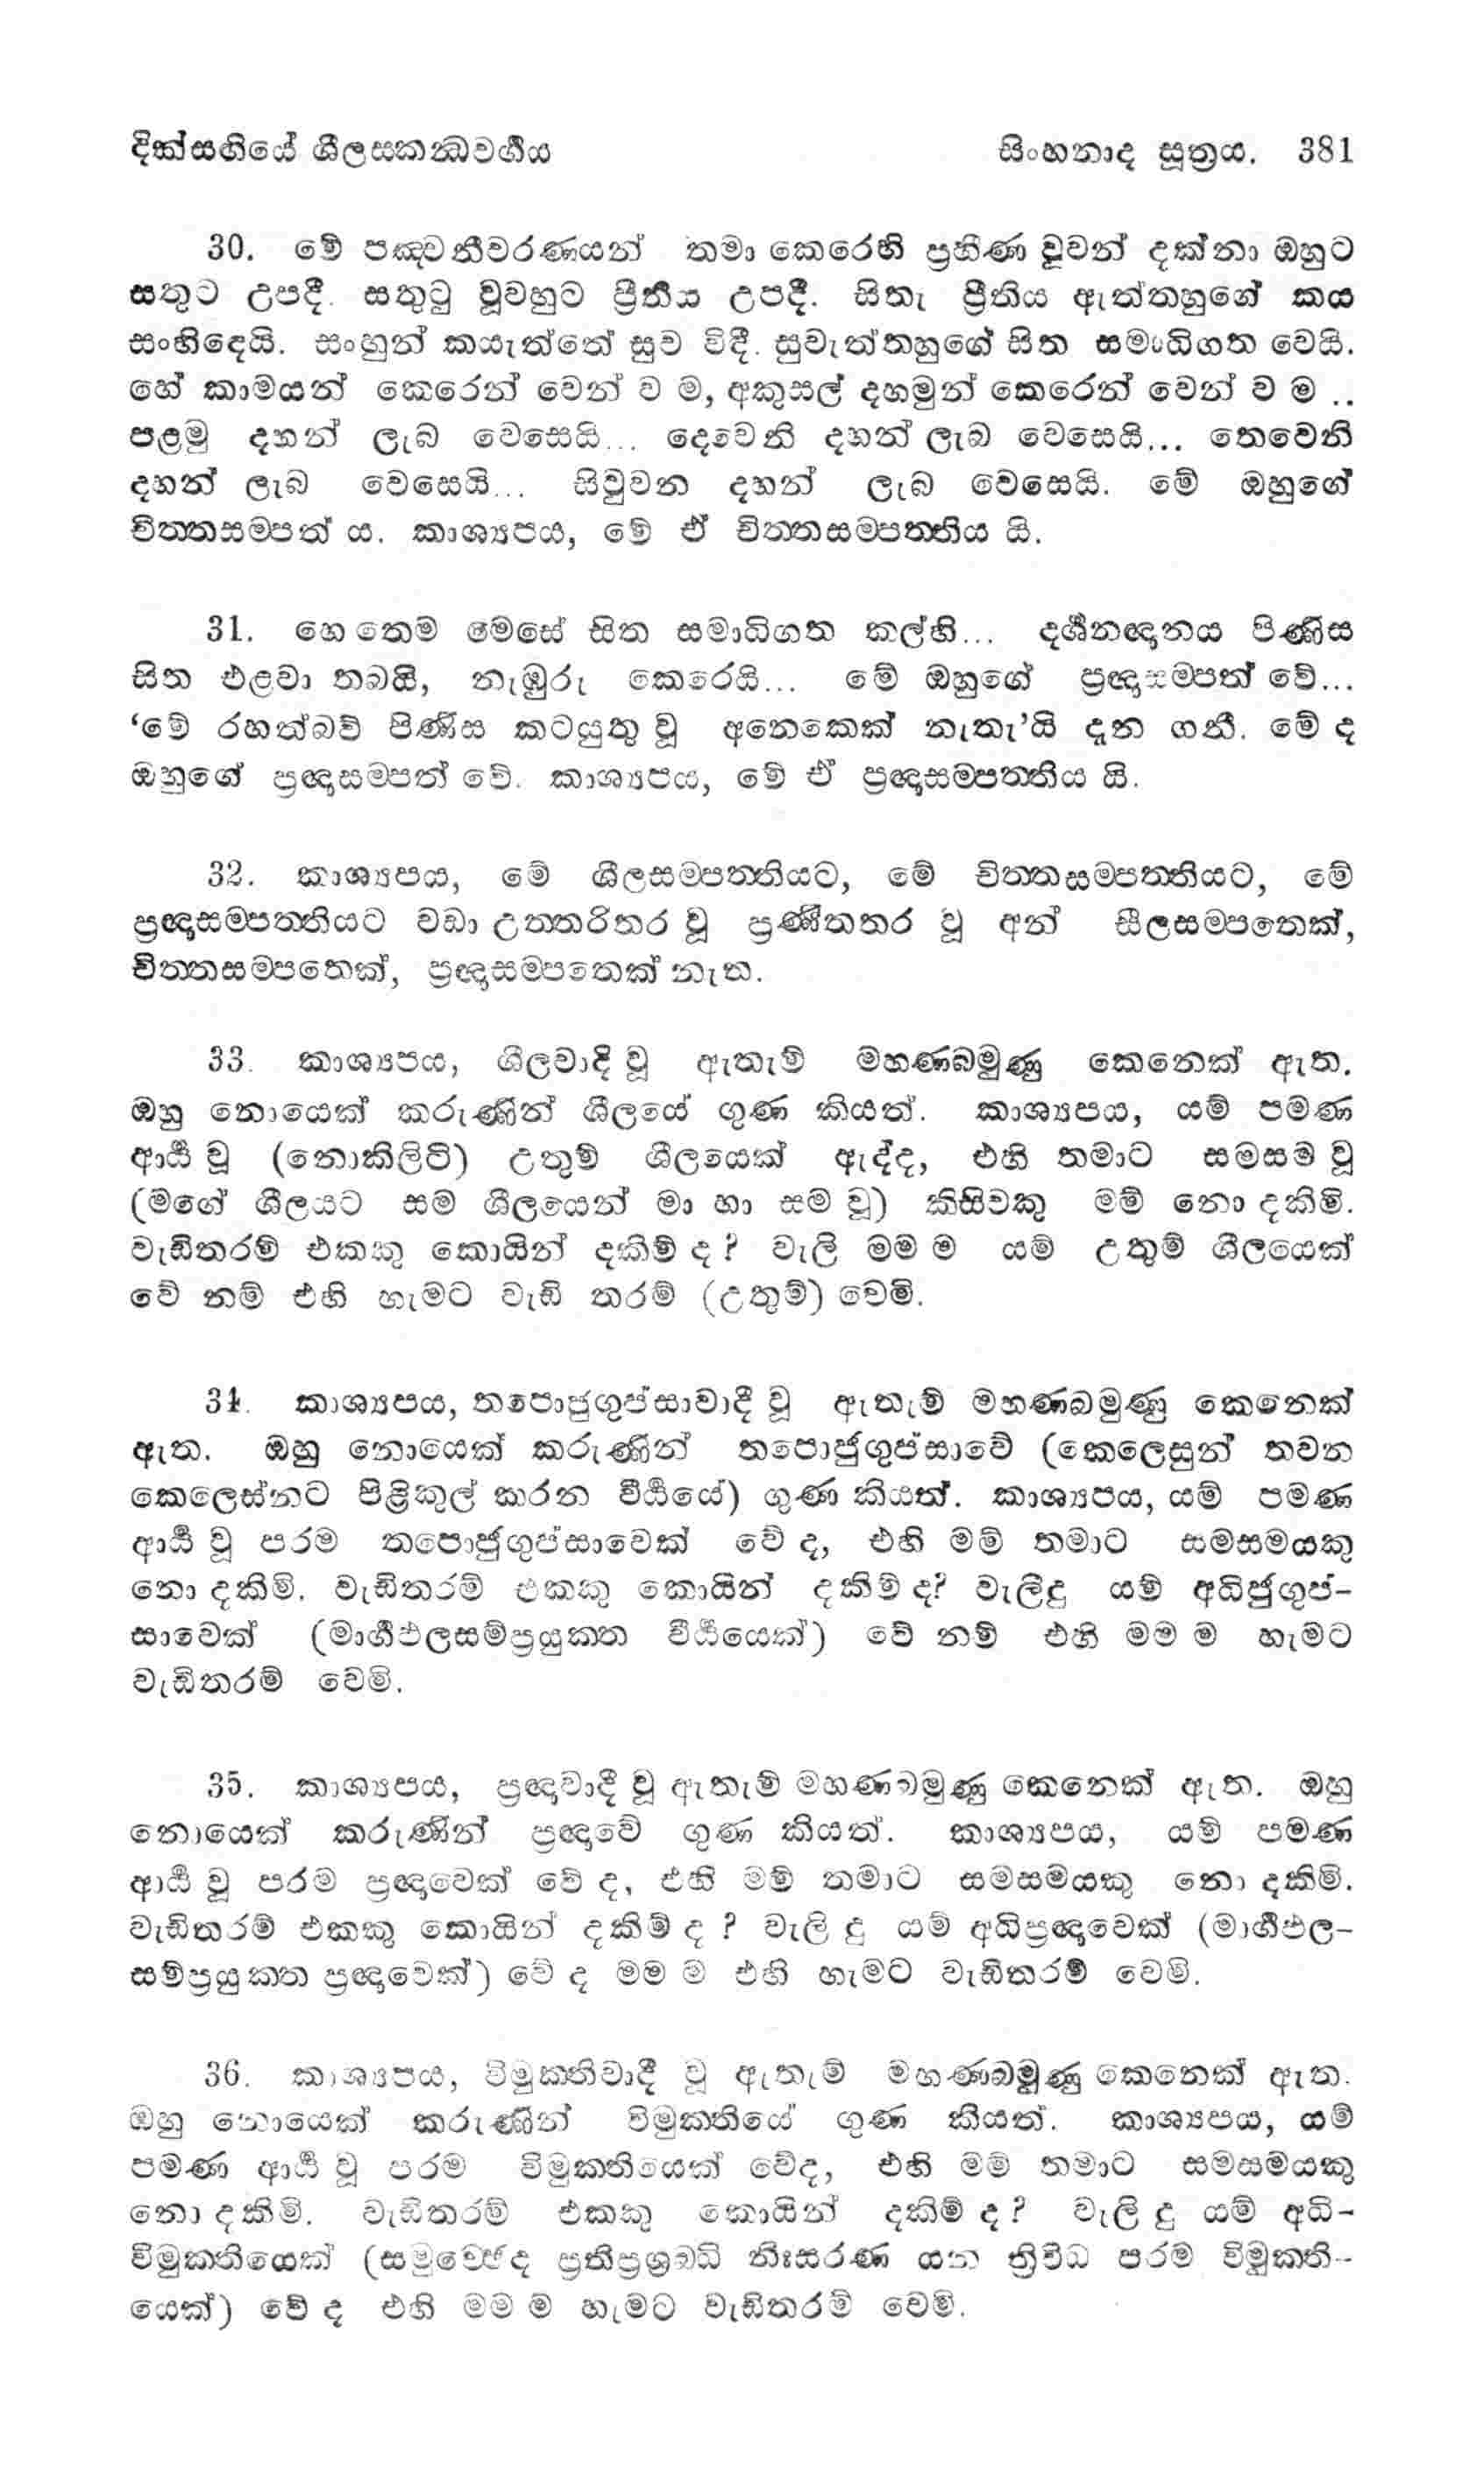 දික්සඟියේ ශීලසකන්‍ධවර්‍ගය සිංහනාද සූත්‍රය. 381
30. මේ පඤ්චනීවරණයන් තමා කෙරෙහි ප්‍රහීණ වූවන් දක්නා ඔහුට
සතුට උපදී. සතුටු වූවහුට ප්‍රීතිය උපදී. සිතැ ප්‍රීතිය ඇත්තහුගේ කය
සංහිඳෙයි. සංහුන් කයැත්තේ සුව විදී. සුවැත්තහුගේ සිත සමාධිගත වෙයි.
හේ කාමයන් කෙරෙන් වෙන් ව ම, අකුසල් දහමුන් කෙරෙන් වෙන් ව ම ..
පළමු දහන් ලැබ වෙසෙයි... දෙවෙනි දහන් ලැබ වෙසෙයි... තෙවෙනි
දහන් ලැබ වෙසෙයි... සිවුවන දහන් ලැබ වෙසෙයි. මේ ඔහුගේ
චිත්තසම්පත් ය. කාශ්‍යපය, මේ ඒ චිත්තසම්පත්තිය යි.
31. හෙ තෙම මෙසේ සිත සමාධිගත කල්හි... දර්‍ශනඥානය පිණිස
සිත එළවා තබයි, නැඹුරු කෙරෙයි... මේ ඔහුගේ ප්‍රඥාසම්පත් වේ...
‘මේ රහත්බව් පිණිස කටයුතු වූ අනෙකෙක් නැතැ’යි දැන ගනී. මේ ද
ඔහුගේ ප්‍රඥාසම්පත් වේ. කාශ්‍යපය, මේ ඒ ප්‍රඥාසම්පත්තිය යි.
32. කාශ්‍යපය, මේ ශීලසම්පත්තියට, මේ චිත්තසම්පත්තියට, මේ
ප්‍රඥාසම්පත්තියට වඩා උත්තරිතර වූ ප්‍රණීතතර වූ අන් සීලසම්පතෙක්,
චිත්තසම්පතෙක්, ප්‍රඥාසම්පතෙක් නැත.
33. කාශ්‍යපය, ශීලවාදී වූ ඇතැම් මහණබමුණු කෙනෙක් ඇත.
ඔහු නොයෙක් කරුණින් ශීලයේ ගුණ කියත්. කාශ්‍යපය, යම් පමණ
ආර්‍ය්‍ය වූ (නොකිලිටි) උතුම් ශීලයෙක් ඇද්ද, එහි තමාට සමසම වූ
(මගේ ශීලයට සම ශීලයෙන් මා හා සම වූ) කිසිවකු මම් නො දකිමි.
වැඩිතරම් එකකු කොයින් දකිම් ද? වැලි මම ම යම් උතුම් ශීලයෙක්
වේ නම් එහි හැමට වැඩි තරම් (උතුම්) වෙමි.
34. කාශ්‍යපය, තපොජුගුප්සාවාදී වූ ඇතැම් මහණබමුණු කෙනෙක්
ඇත. ඔහු නොයෙක් කරුණින් තපොජුගුප්සාවේ (කෙලෙසුන් තවන
කෙලෙස්නට පිළිකුල් කරන වීර්‍ය්‍යයේ) ගුණ කියත්. කාශ්‍යපය, යම් පමණ
ආර්‍ය්‍ය වූ පරම තපොජුගුප්සාවෙක් වේ ද, එහි මම් තමාට සමසමයකු
නො දකිමි. වැඩිතරම් එකකු කොයින් දකිම් ද? වැලිදු යම් අධිජුගුප්-
සාවෙක් (මාර්‍ගඵලසම්ප්‍රයුක්ත වීර්‍ය්‍යයෙක්) වේ නම් එහි මම ම හැමට
වැඩිතරම් වෙමි.
35. කාශ්‍යපය, ප්‍රඥාවාදී වූ ඇතැම් මහණබමුණු කෙනෙක් ඇත. ඔහු
නොයෙක් කරුණින් ප්‍රඥාවේ ගුණ කියත්. කාශ්‍යපය, යම් පමණ
ආර්‍ය්‍ය වූ පරම ප්‍රඥාවෙක් වේ ද, එහි මම් තමාට සමසමයකු නො දකිමි.
වැඩිතරම් එකකු කොයින් දකිම් ද ? වැලි දු යම් අධිප්‍රඥාවෙක් (මාර්‍ගඵල-
සම්ප්‍රයුක්ත ප්‍රඥාවෙක්) වේ ද මම ම එහි හැමට වැඩිතරම් වෙමි.
36. කාශ්‍යපය, විමුක්තිවාදී වූ ඇතැම් මහණබමුණු කෙනෙක් ඇත.
ඔහු නොයෙක් කරුණින් විමුක්තියේ ගුණ කියත්. කාශ්‍යපය, යම්
පමණ ආර්‍ය්‍ය වූ පරම විමුක්තියෙක් වේද, එහි මම් තමාට සමසමයකු
නො දකිමි. වැඩිතරම් එකකු කොයින් දකිම් ද? වැලි දු යම් අධි-
විමුක්තියෙක් (සමුච්ඡේද ප්‍රතිප්‍රශ්‍රබ්ධි නිඃසරණ යන ත්‍රිවිධ පරම විමුක්ති-
යෙක්) වේ ද එහි මම ම හැමට වැඩිතරම් වෙමි.